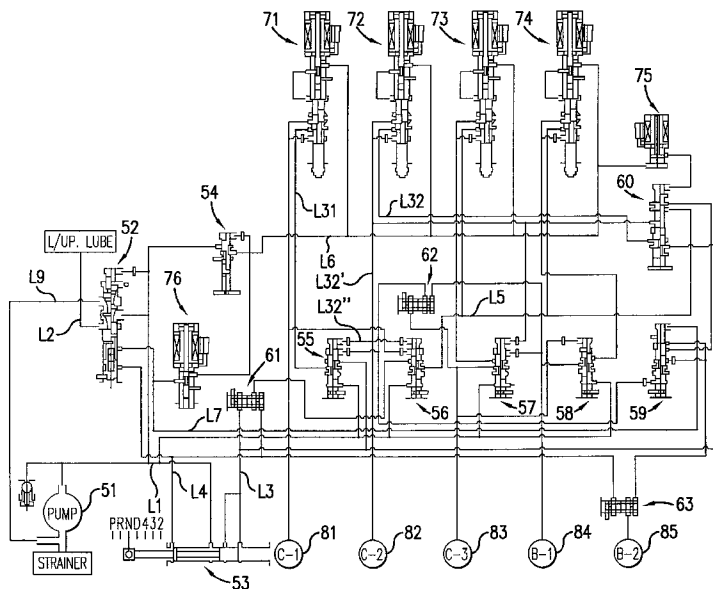 71 72 73 74
75
54 L31 L32 60
52
L/UP. LUBE
L6
L9 76 L32' 62
L32" L5
L2 55
61
56 57 58 59
L7
51 L1 L4 L3
PUMP PRND432 63
81 82 83 84 85
C-1 C-2 C-3 B-1 B-2
STRAINER
53